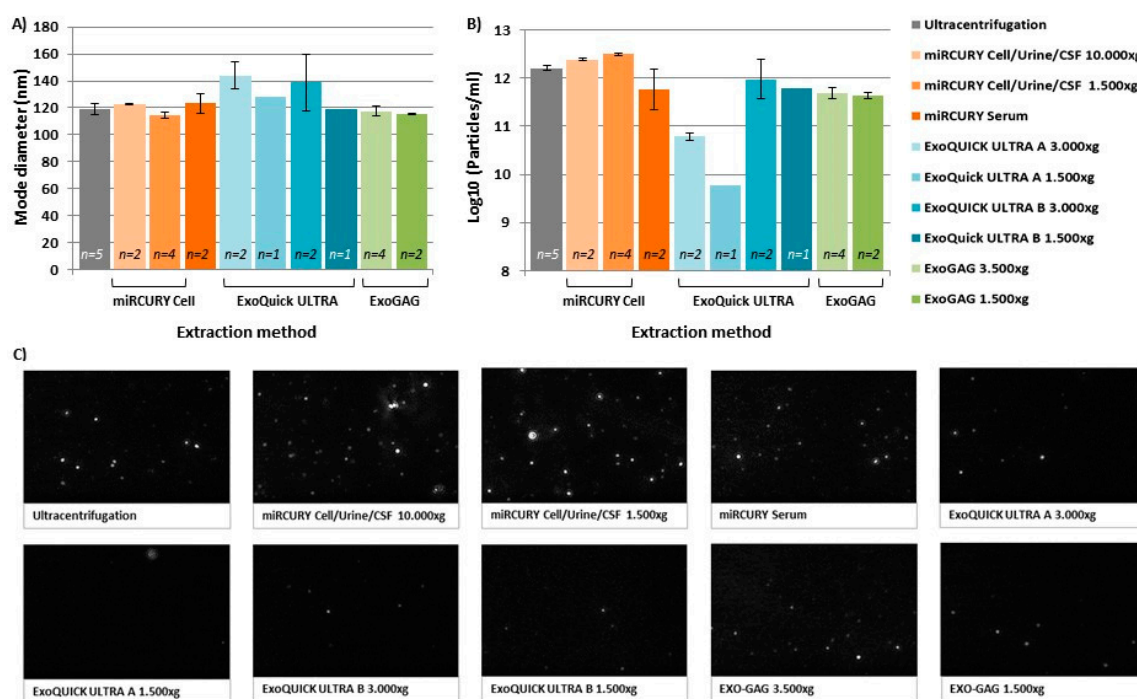 A)
180
160
140
120
100
80
60
40
20
0
Mode diameter (nm)
n=5
n=2
n=4
n=2
n=2
n=1
n=2
n=1
n=4
n=2
miRCURY Cell
ExoQuick ULTRA
ExoGAG
Extraction method
B)
13
12
11
10
9
8
Log10 (Particles/ml)
n=5
n=2
n=4
n=2
n=2
n=1
n=2
n=1
n=4
n=2
miRCURY Cell
ExoQuick ULTRA
ExoGAG
Extraction method
Ultracentrifugation
miRCURY Cell/Urine/CSF 10.000xg
miRCURY Cell/Urine/CSF 1.500xg
miRCURY Serum
ExoQUICK ULTRA A 3.000xg
ExoQuick ULTRA A 1.500xg
ExoQUICK ULTRA B 3.000xg
ExoQuick ULTRA B 1.500xg
ExoGAG 3.500xg
ExoGAG 1.500xg
C)
Ultracentrifugation
miRCURY Cell/Urine/CSF 10.000xg
miRCURY Cell/Urine/CSF 1.500xg
miRCURY Serum
ExoQUICK ULTRA A 3.000xg
ExoQUICK ULTRA A 1.500xg
ExoQUICK ULTRA B 3.000xg
ExoQUICK ULTRA B 1.500xg
EXO-GAG 3.500xg
EXO-GAG 1.500xg